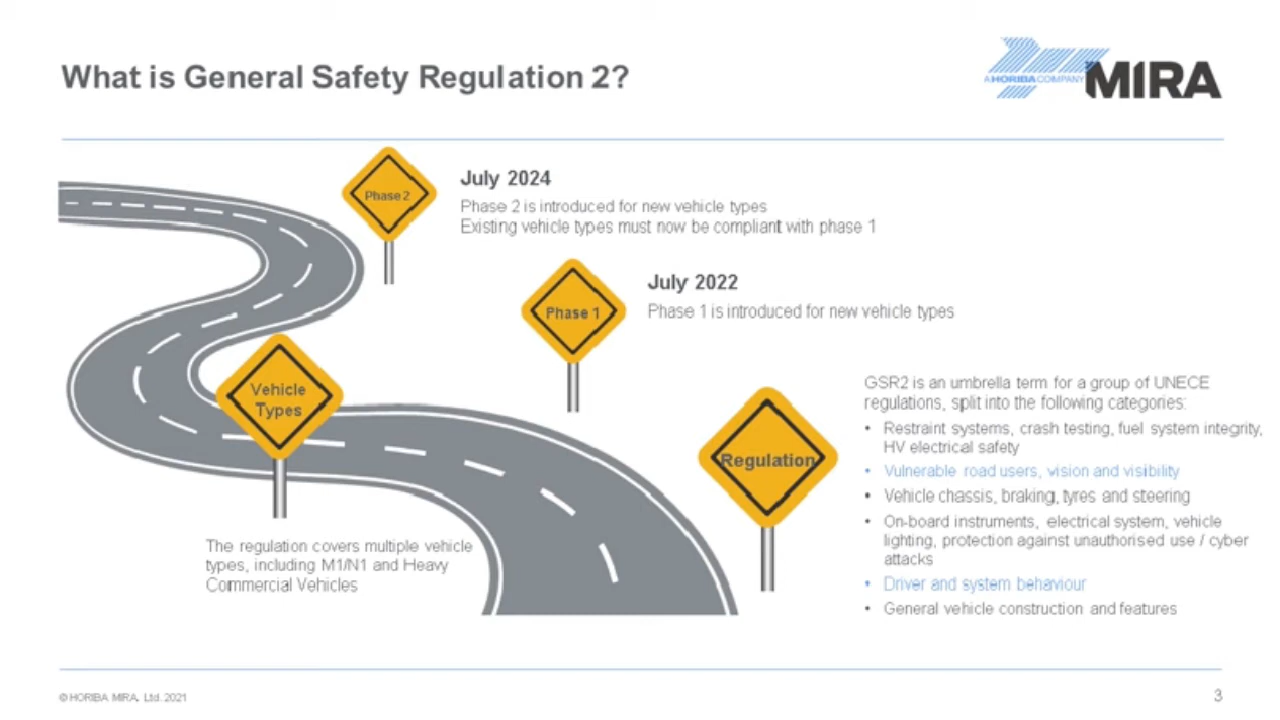 What is General Safety Regulation 2?
A HORIBA COMPANY
MIRA
Phase 2
July 2024
Phase 2 is introduced for new vehicle types
Existing vehicle types must now be compliant with phase 1
Phase 1
July 2022
Phase 1 is introduced for new vehicle types
Vehicle
Types
The regulation covers multiple vehicle
types, including M1/N1 and Heavy
Commercial Vehicles
Regulation
GSR2 is an umbrella term for a group of UNECE
regulations, split into the following categories:
• Restraint systems, crash testing, fuel system integrity,
HV electrical safety
• Vulnerable road users, vision and visibility
• Vehicle chassis, braking, tyres and steering
• On-board instruments, electrical system, vehicle
lighting, protection against unauthorised use / cyber
attacks
• Driver and system behaviour
• General vehicle construction and features
© HORIBA MIRA. Ltd. 2021
3